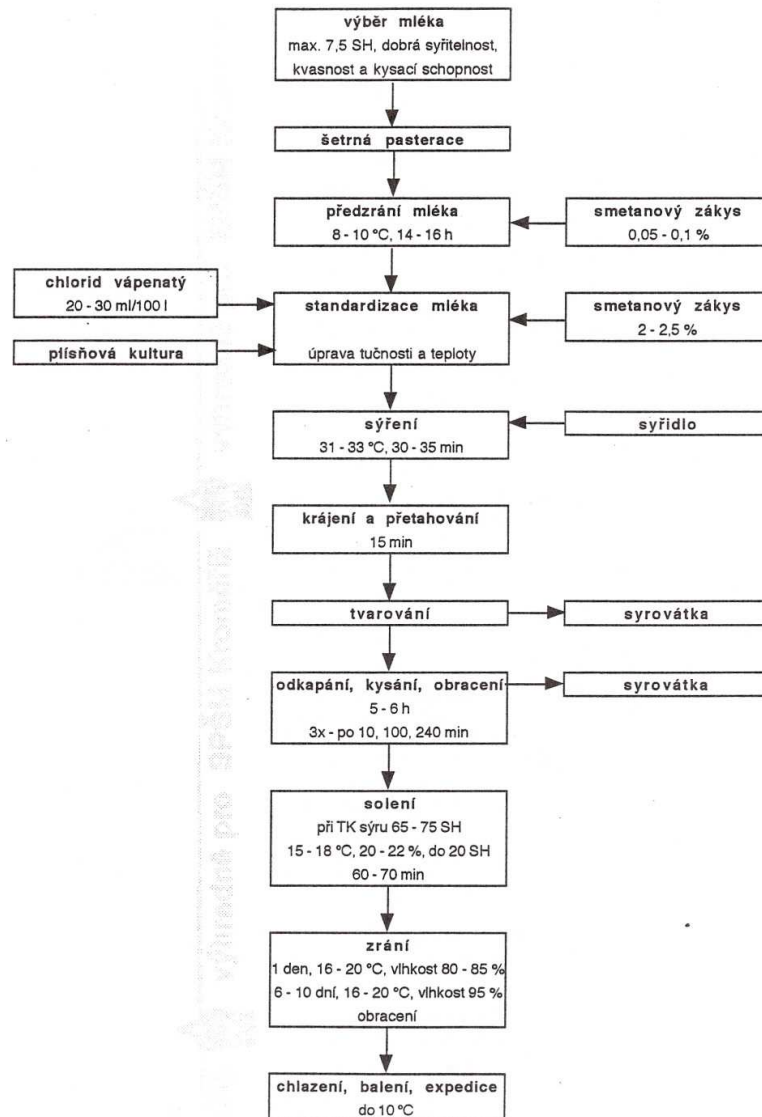 výběr mléka
max. 7,5 SH, dobrá syřitelnost,
kvasnost a kysací schopnost
šetrná pasterace
předzrání mléka
8 - 10 °C, 14 - 16 h
smetanový zákys
0,05 - 0,1 %
chlorid vápenatý
20 - 30 ml/100 l
plísňová kultura
standardizace mléka
úprava tučnosti a teploty
smetanový zákys
2 - 2,5 %
sýření
31 - 33 °C, 30 - 35 min
syřidlo
krájení a přetahování
15 min
tvarování
syrovátka
odkapání, kysání, obracení
5 - 6 h
3x - po 10, 100, 240 min
syrovátka
solení
při TK sýru 65 - 75 SH
15 - 18 °C, 20 - 22 %, do 20 SH
60 - 70 min
zrání
1 den, 16 - 20 °C, vlhkost 80 - 85 %
6 - 10 dní, 16 - 20 °C, vlhkost 95 %
obracení
chlazení, balení, expedice
do 10 °C